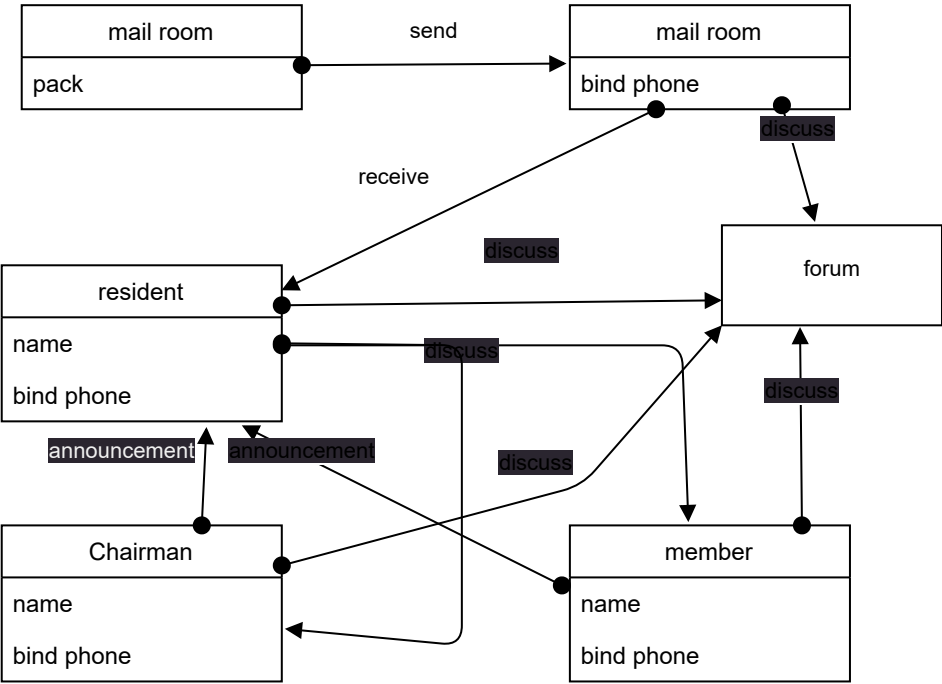 mail room
send
mail room
pack
bind phone
discuss
receive
discuss
forum
resident
name
discuss
bind phone
discuss
announcement
announcement
discuss
Chairman
member
name
name
bind phone
bind phone